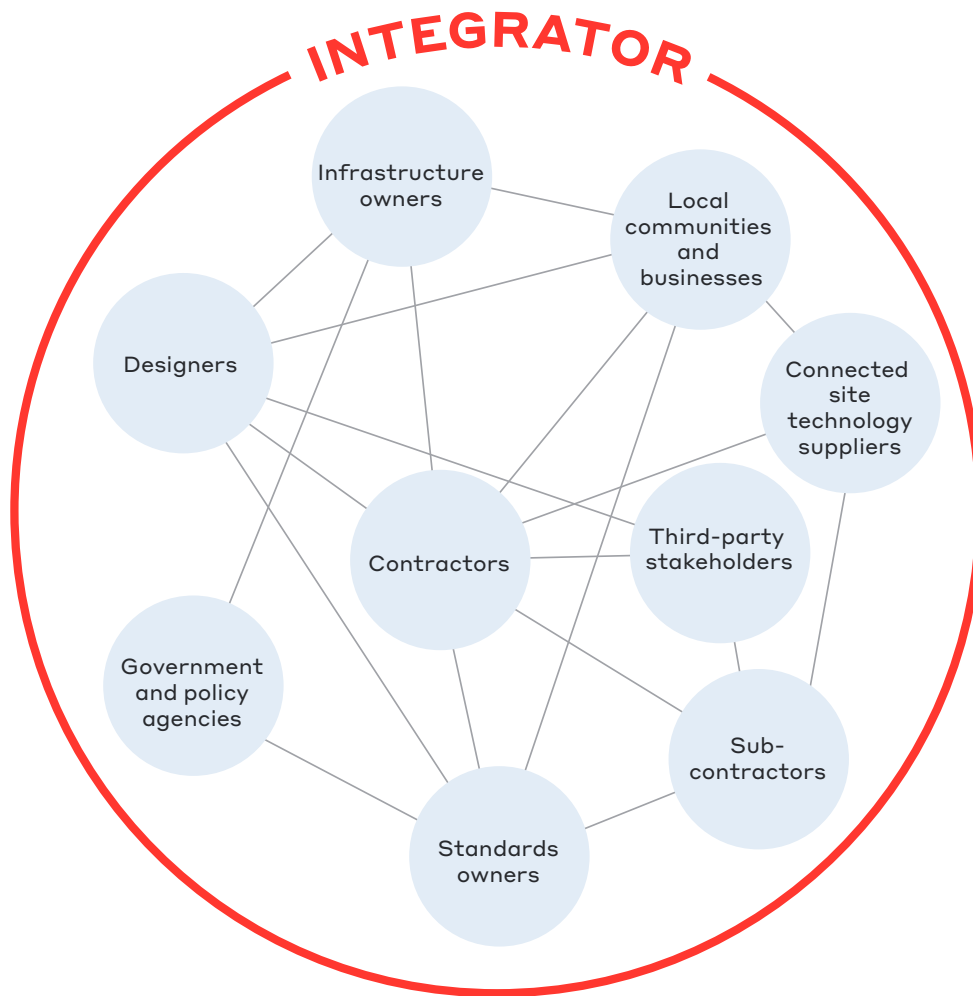 INTEGRATOR
Infrastructure
owners
Local
communities
and
businesses
Designers
Connected
site
technology
suppliers
Contractors
Third-party
stakeholders
Government
and policy
agencies
Sub-
contractors
Standards
owners